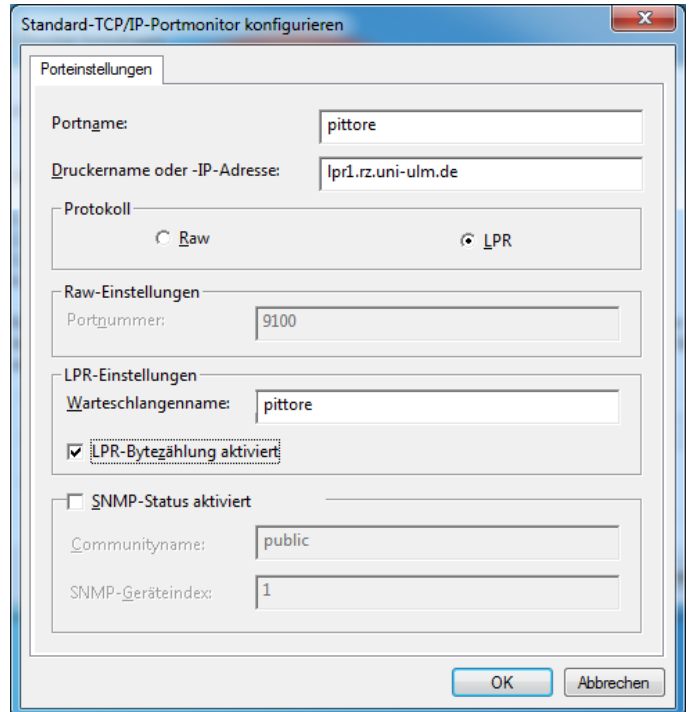 Standard-TCP/IP-Portmonitor konfigurieren
Porteinstellungen
Portname: pittore
Druckername oder -IP-Adresse: lpr1.rz.uni-ulm.de
Protokoll
Raw LPR
Raw-Einstellungen
Portnummer: 9100
LPR-Einstellungen
Warteschlangenname: pittore
LPR-Bytezählung aktiviert
SNMP-Status aktiviert
Communityname: public
SNMP-Geräteindex: 1
OK Abbrechen